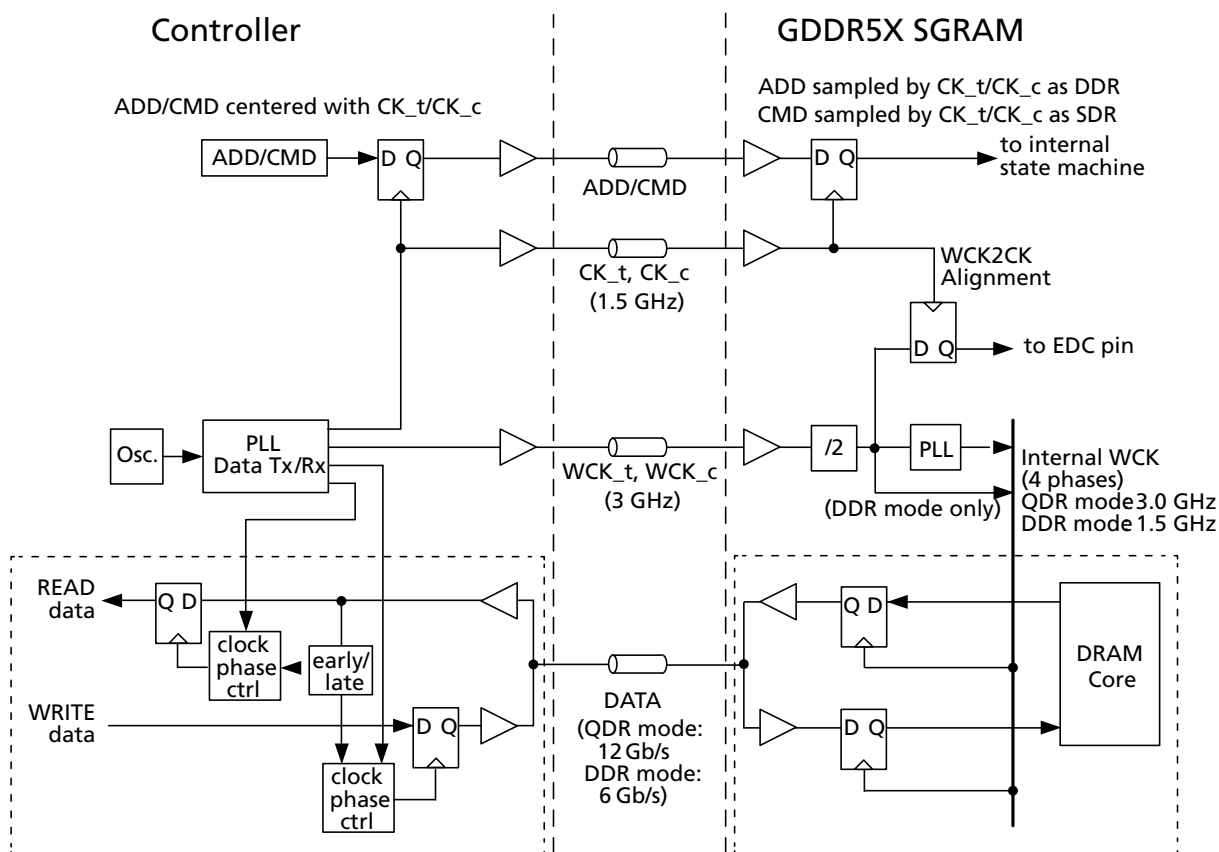 Controller
GDDR5X SGRAM
ADD/CMD centered with CK_t/CK_c
ADD sampled by CK_t/CK_c as DDR
CMD sampled by CK_t/CK_c as SDR
ADD/CMD
D Q
ADD/CMD
D Q
to internal
state machine
CK_t, CK_c
(1.5 GHz)
WCK2CK
Alignment
D Q
to EDC pin
Osc.
PLL
Data Tx/Rx
WCK_t, WCK_c
(3 GHz)
/2
PLL
(DDR mode only)
Internal WCK
(4 phases)
QDR mode 3.0 GHz
DDR mode 1.5 GHz
READ
data
Q D
clock
phase
ctrl
early/
late
WRITE
data
D Q
clock
phase
ctrl
DATA
(QDR mode:
12 Gb/s
DDR mode:
6 Gb/s)
Q D
D Q
DRAM
Core